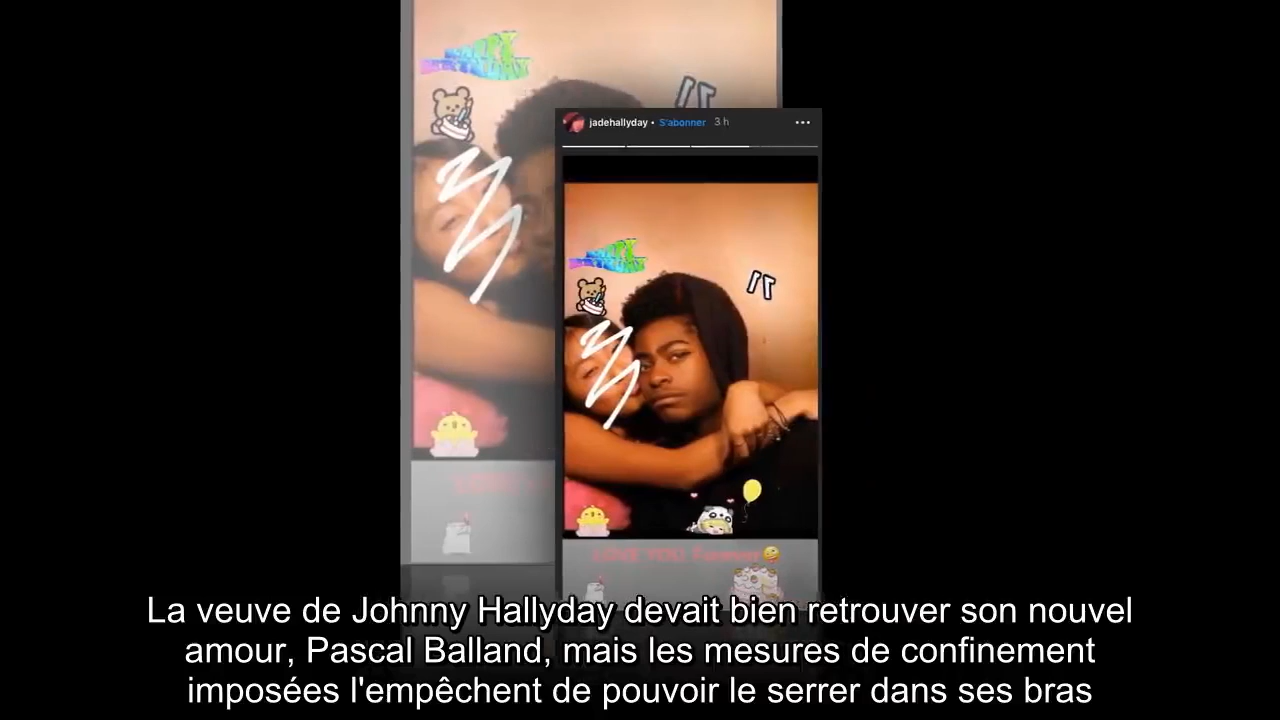 jadehallyday • S'abonner 3 h
17
LOVE YOU
La veuve de Johnny Hallyday devait bien retrouver son nouvel
amour, Pascal Balland, mais les mesures de confinement
imposées l'empêchent de pouvoir le serrer dans ses bras